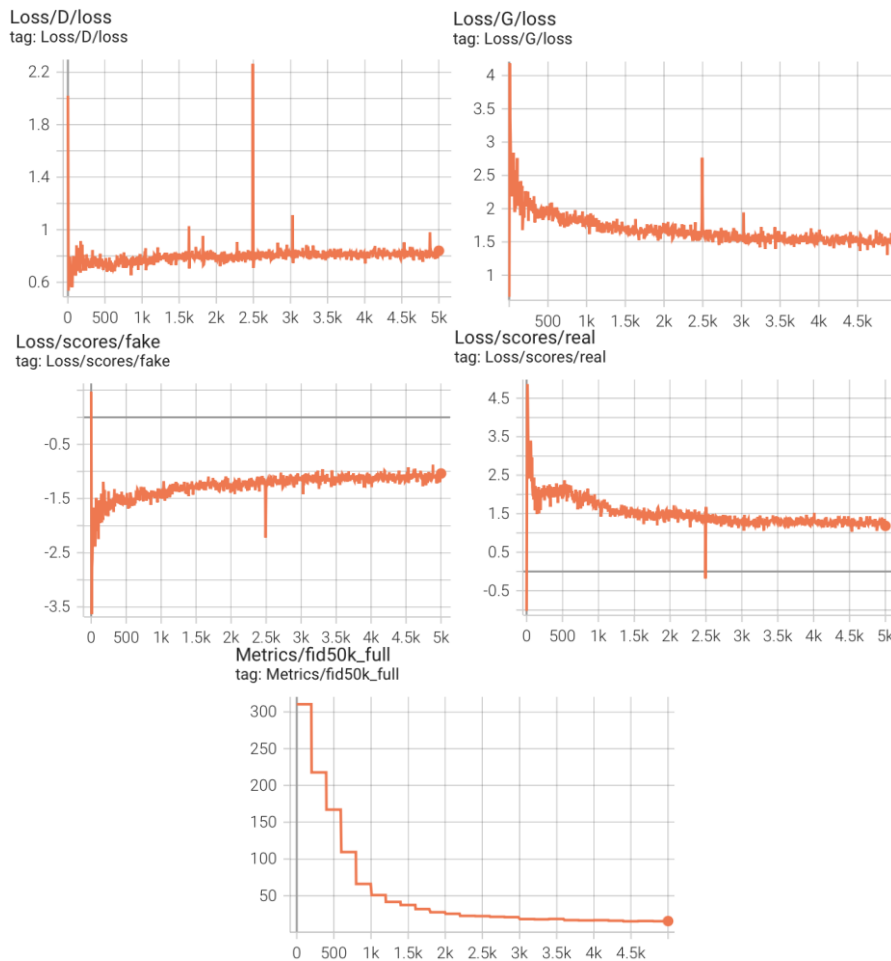 Loss/D/loss
tag: Loss/D/loss
2.2
1.8
1.4
1
0.6
0 500 1k 1.5k 2k 2.5k 3k 3.5k 4k 4.5k 5k
Loss/G/loss
tag: Loss/G/loss
4
3.5
3
2.5
2
1.5
1
500 1k 1.5k 2k 2.5k 3k 3.5k 4k 4.5k
Loss/scores/fake
tag: Loss/scores/fake
-0.5
-1.5
-2.5
-3.5
0 500 1k 1.5k 2k 2.5k 3k 3.5k 4k 4.5k 5k
Loss/scores/real
tag: Loss/scores/real
4.5
3.5
2.5
1.5
0.5
-0.5
0 500 1k 1.5k 2k 2.5k 3k 3.5k 4k 4.5k 5k
Metrics/fid50k_full
tag: Metrics/fid50k_full
300
250
200
150
100
50
0 500 1k 1.5k 2k 2.5k 3k 3.5k 4k 4.5k